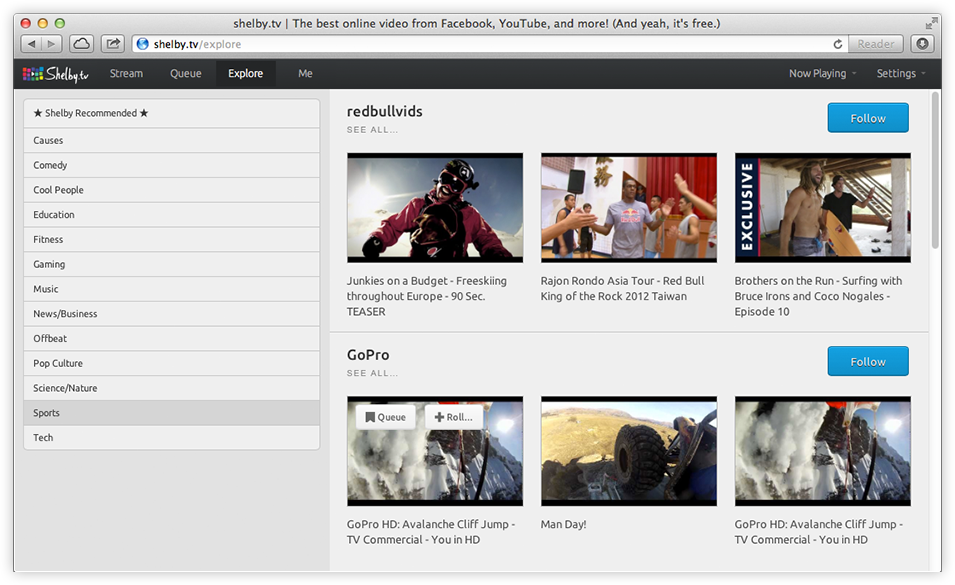 shelby.tv | The best online video from Facebook, YouTube, and more! (And yeah, it's free.)
shelby.tv/explore
Reader
Shelby.tv Stream Queue Explore Me Now Playing Settings
★ Shelby Recommended ★
Causes
Comedy
Cool People
Education
Fitness
Gaming
Music
News/Business
Offbeat
Pop Culture
Science/Nature
Sports
Tech
redbullvids
SEE ALL...
Follow
EXCLUSIVE
Junkies on a Budget - Freeskiing
throughout Europe - 90 Sec.
TEASER
Rajon Rondo Asia Tour - Red Bull
King of the Rock 2012 Taiwan
Brothers on the Run - Surfing with
Bruce Irons and Coco Nogales -
Episode 10
GoPro
SEE ALL...
Follow
Queue
Roll...
GoPro HD: Avalanche Cliff Jump -
TV Commercial - You in HD
Man Day!
GoPro HD: Avalanche Cliff Jump -
TV Commercial - You in HD